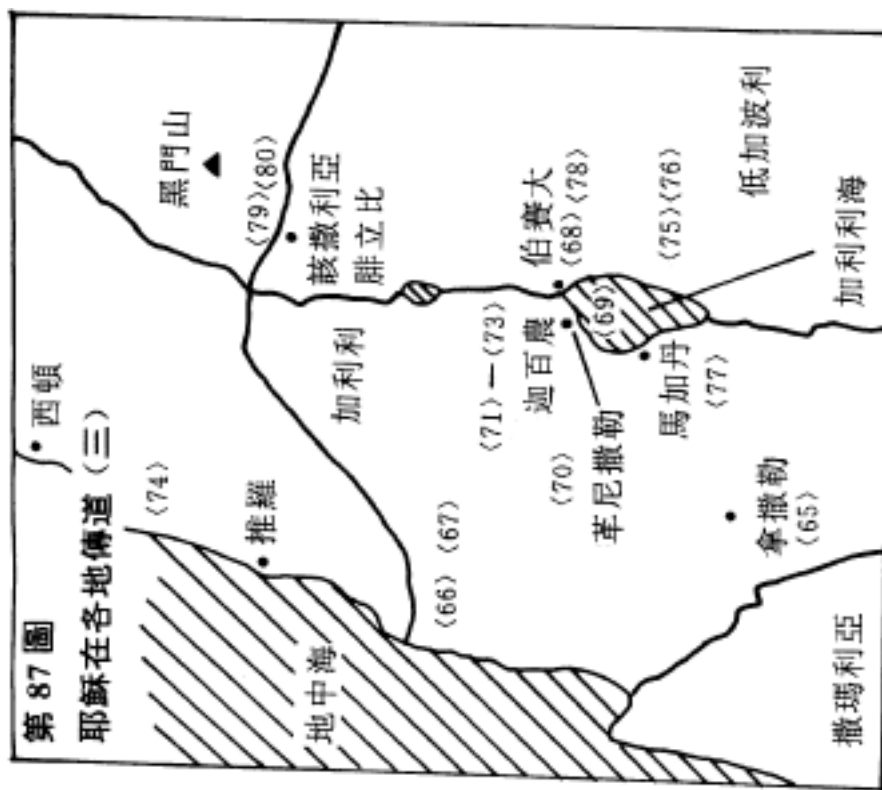 第 87 圖
耶穌在各地傳道（三）
西頓
〈74〉
推羅
地中海
黑門山
〈79〉〈80〉
該撒利亞
腓立比
加利利
〈66〉〈67〉
〈71〉－〈73〉
迦百農
伯賽大
〈68〉〈78〉
〈69〉
〈70〉
革尼撒勒
馬加丹
〈77〉
〈75〉〈76〉
低加波利
加利利海
拿撒勒
〈65〉
撒瑪利亞